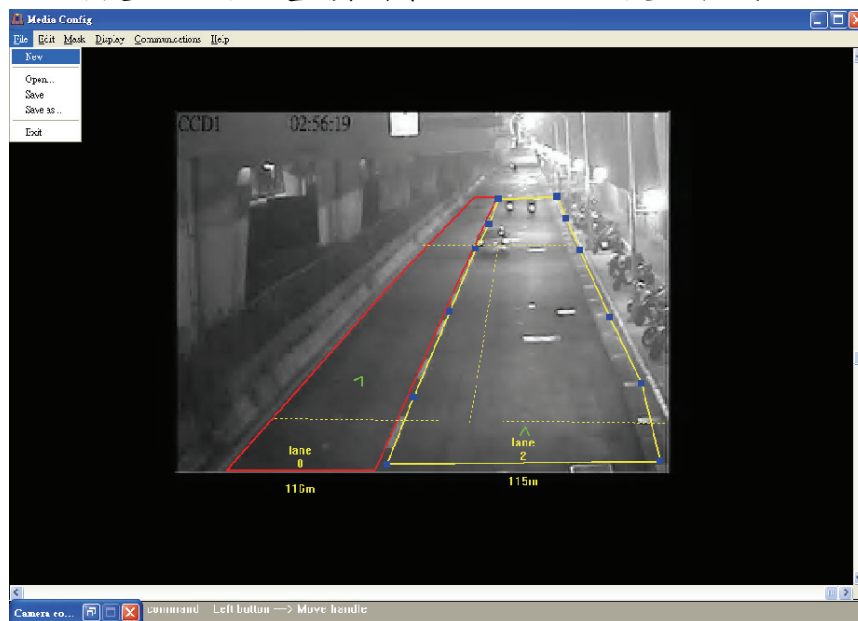 Media Config
File Edit Mask Display Communications Help
New
Open...
Save
Save as...
Exit
CCD1 02:56:19
lane
0
lane
2
116m
115m
Camera co... command Left button —> Move handle